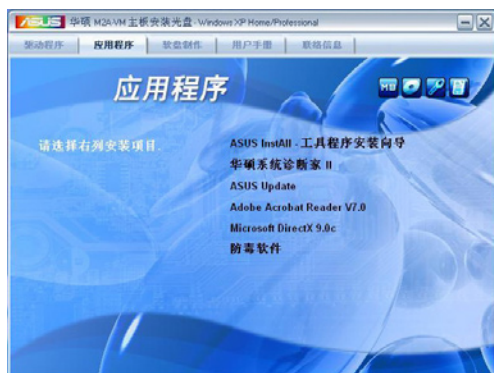 ASUS 华硕 M2A-VM 主板安装光盘 - Windows XP Home/Professional
驱动程序 应用程序 软盘制作 用户手册 联络信息
应用程序
请选择右列安装项目.
ASUS InstAll - 工具程序安装向导
华硕系统诊断家 II
ASUS Update
Adobe Acrobat Reader V7.0
Microsoft DirectX 9.0c
防毒软件